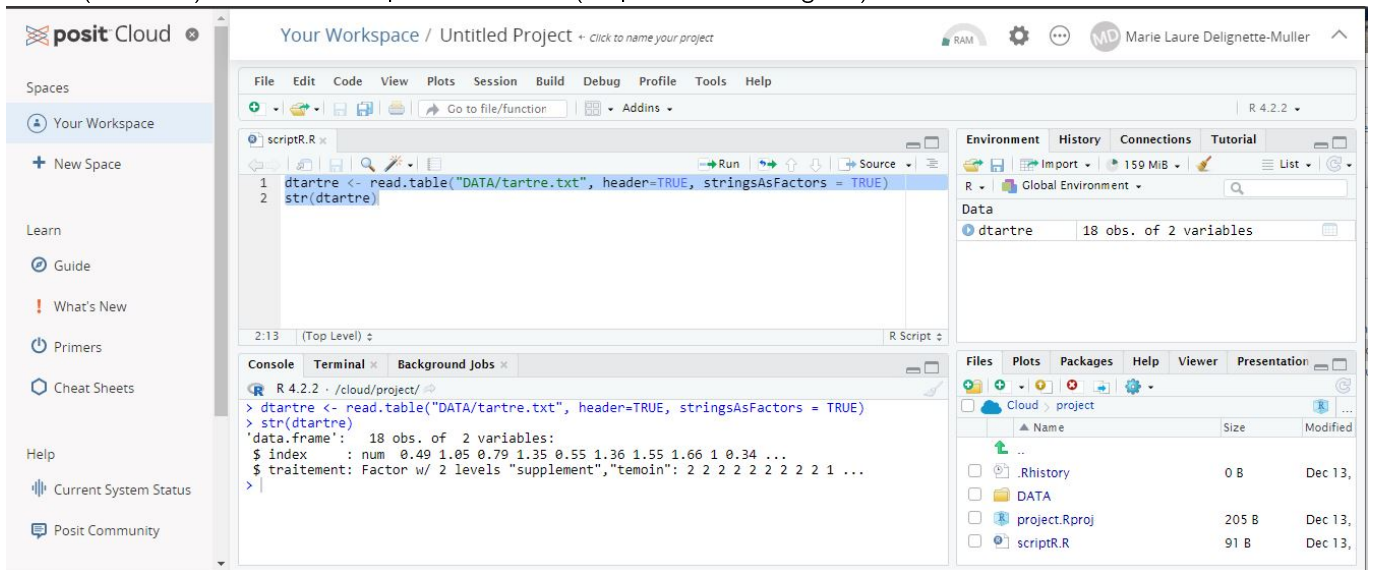 posit Cloud
Your Workspace / Untitled Project ← Click to name your project
RAM
MD Marie Laure Delignette-Muller
Spaces
Your Workspace
New Space
Learn
Guide
What's New
Primers
Cheat Sheets
Help
Current System Status
Posit Community
File Edit Code View Plots Session Build Debug Profile Tools Help
Go to file/function Addins
R 4.2.2
scriptR.R
Run Source
1 dtartre <- read.table("DATA/tartre.txt", header=TRUE, stringsAsFactors = TRUE)
2 str(dtartre)
2:13 (Top Level) R Script
Console Terminal Background Jobs
R 4.2.2 · /cloud/project/
> dtartre <- read.table("DATA/tartre.txt", header=TRUE, stringsAsFactors = TRUE)
> str(dtartre)
'data.frame': 18 obs. of 2 variables:
$ index : num 0.49 1.05 0.79 1.35 0.55 1.36 1.55 1.66 1 0.34 ...
$ traitement: Factor w/ 2 levels "supplement","temoin": 2 2 2 2 2 2 2 2 2 1 ...
>
Environment History Connections Tutorial
Import 159 MiB List
R Global Environment
Data
dtartre 18 obs. of 2 variables
Files Plots Packages Help Viewer Presentation
Cloud project
Name Size Modified
..
.Rhistory 0 B Dec 13,
DATA
project.Rproj 205 B Dec 13,
scriptR.R 91 B Dec 13,